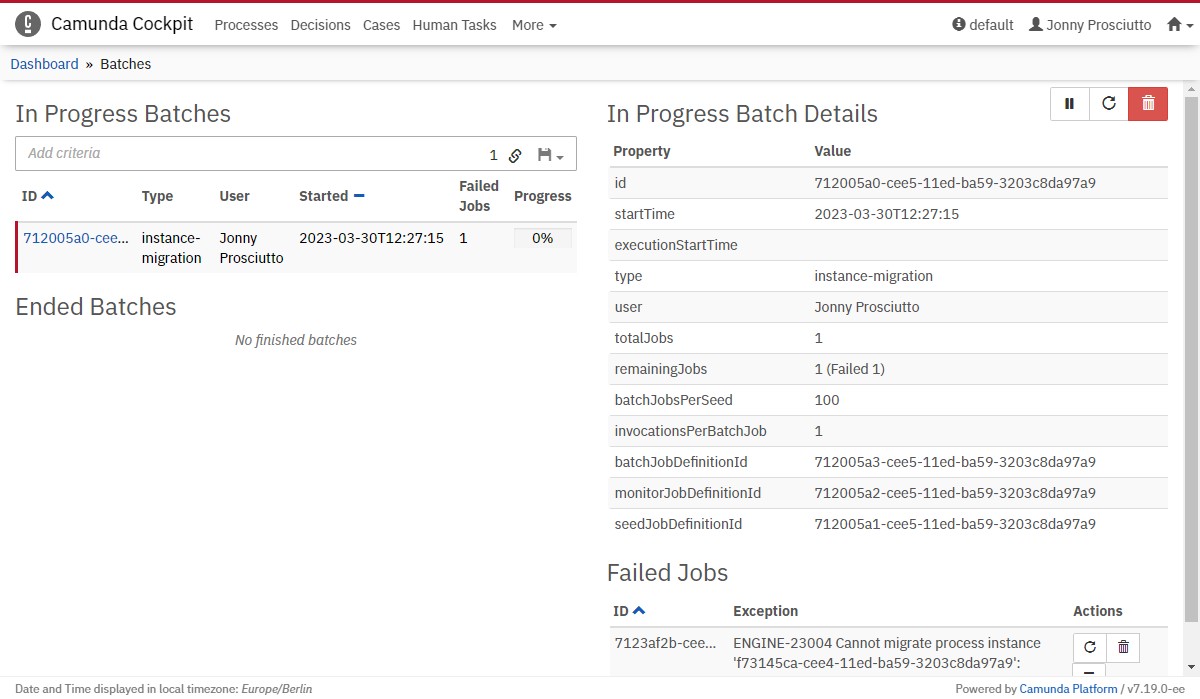 Camunda Cockpit Processes Decisions Cases Human Tasks More default Jonny Prosciutto
Dashboard » Batches
In Progress Batches
Add criteria 1
ID Type User Started Failed Jobs Progress
712005a0-cee... instance-migration Jonny Prosciutto 2023-03-30T12:27:15 1 0%
Ended Batches
No finished batches
In Progress Batch Details
Property Value
id 712005a0-cee5-11ed-ba59-3203c8da97a9
startTime 2023-03-30T12:27:15
executionStartTime
type instance-migration
user Jonny Prosciutto
totalJobs 1
remainingJobs 1 (Failed 1)
batchJobsPerSeed 100
invocationsPerBatchJob 1
batchJobDefinitionId 712005a3-cee5-11ed-ba59-3203c8da97a9
monitorJobDefinitionId 712005a2-cee5-11ed-ba59-3203c8da97a9
seedJobDefinitionId 712005a1-cee5-11ed-ba59-3203c8da97a9
Failed Jobs
ID Exception Actions
7123af2b-cee... ENGINE-23004 Cannot migrate process instance
'f73145ca-cee4-11ed-ba59-3203c8da97a9':
Date and Time displayed in local timezone: Europe/Berlin
Powered by Camunda Platform / v7.19.0-ee